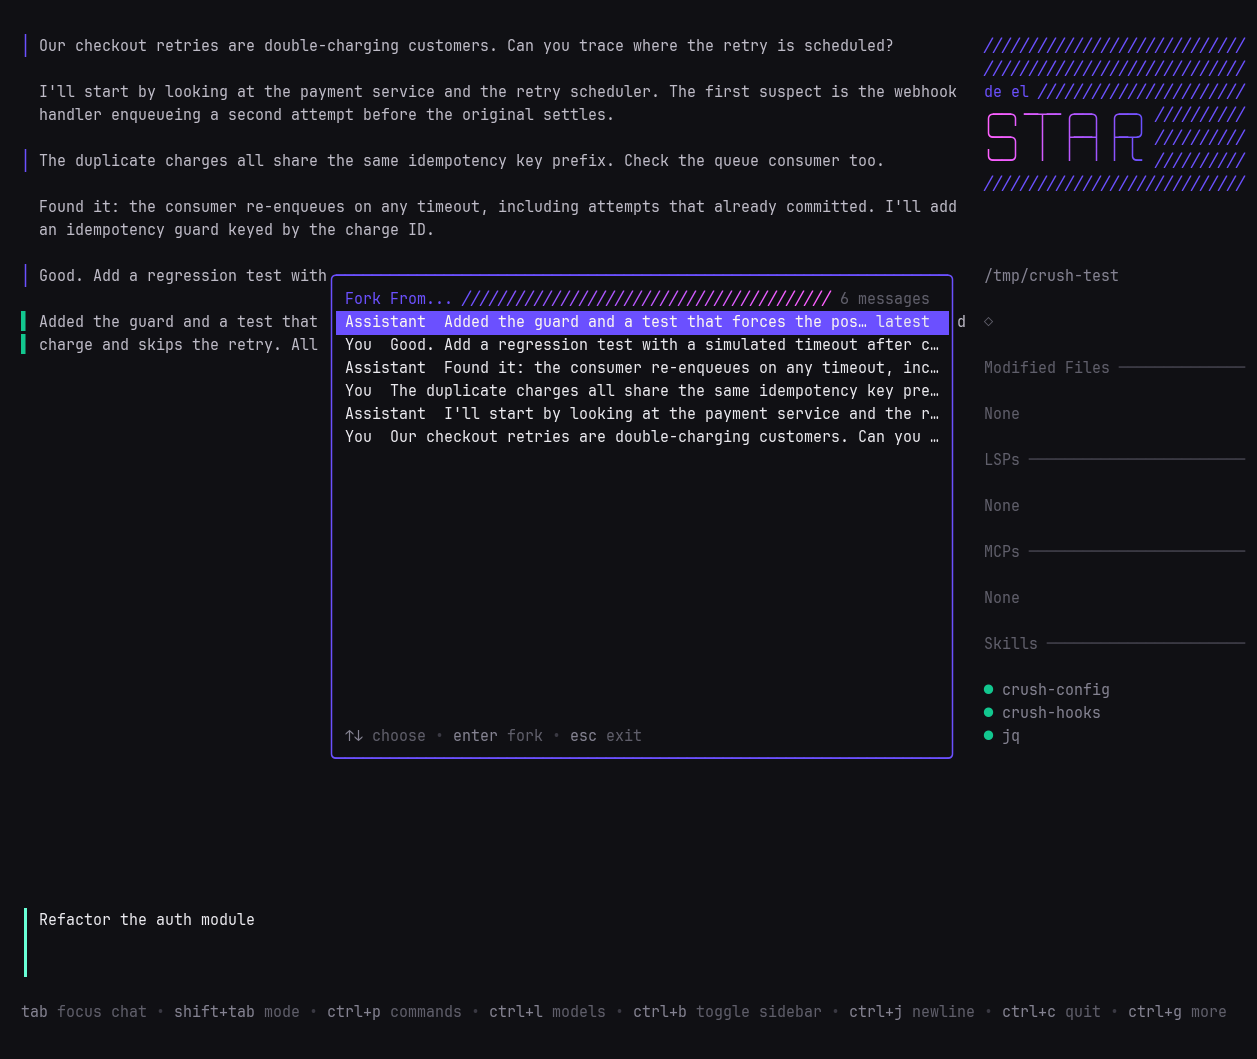 Our checkout retries are double-charging customers. Can you trace where the retry is scheduled?
I'll start by looking at the payment service and the retry scheduler. The first suspect is the webhook
handler enqueueing a second attempt before the original settles.
The duplicate charges all share the same idempotency key prefix. Check the queue consumer too.
Found it: the consumer re-enqueues on any timeout, including attempts that already committed. I'll add
an idempotency guard keyed by the charge ID.
Good. Add a regression test with
Added the guard and a test that
d
charge and skips the retry. All
Fork From... ///////////////////////////////////////// 6 messages
Assistant  Added the guard and a test that forces the pos… latest
You  Good. Add a regression test with a simulated timeout after c…
Assistant  Found it: the consumer re-enqueues on any timeout, inc…
You  The duplicate charges all share the same idempotency key pre…
Assistant  I'll start by looking at the payment service and the r…
You  Our checkout retries are double-charging customers. Can you …
↑↓ choose • enter fork • esc exit
de el ///////////////////////
STAR
/tmp/crush-test
◇
Modified Files
None
LSPs
None
MCPs
None
Skills
● crush-config
● crush-hooks
● jq
Refactor the auth module
tab focus chat • shift+tab mode • ctrl+p commands • ctrl+l models • ctrl+b toggle sidebar • ctrl+j newline • ctrl+c quit • ctrl+g more